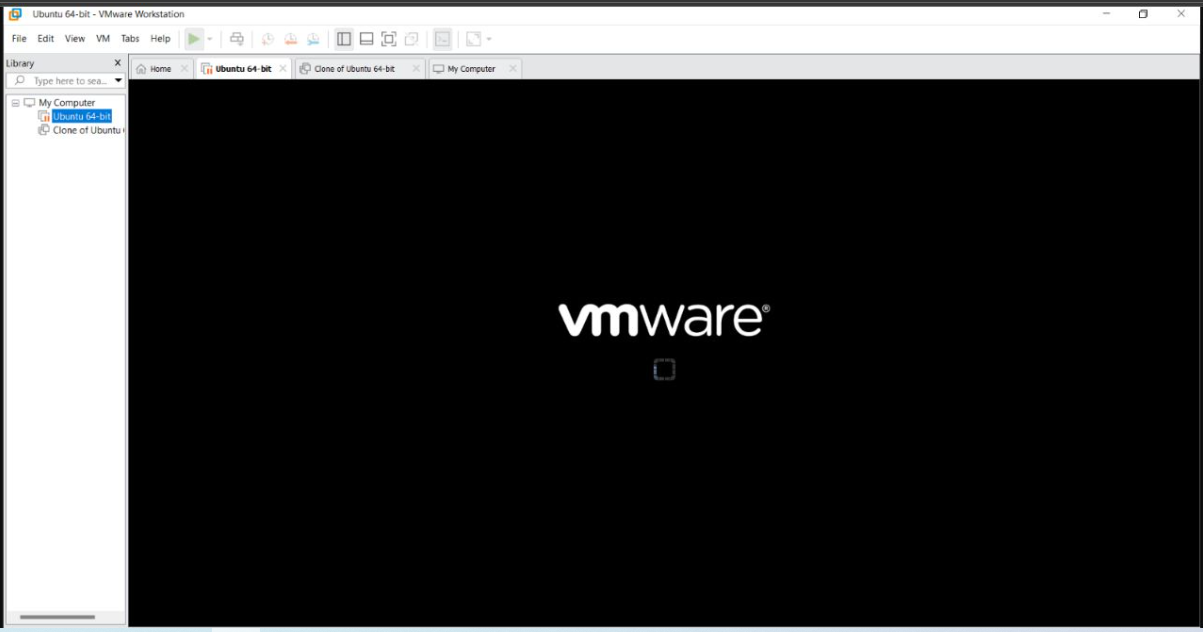 Ubuntu 64-bit - VMware Workstation
File Edit View VM Tabs Help
Library
Type here to sea...
Home
Ubuntu 64-bit
Clone of Ubuntu 64-bit
My Computer
My Computer
Ubuntu 64-bit
Clone of Ubuntu
vmware®